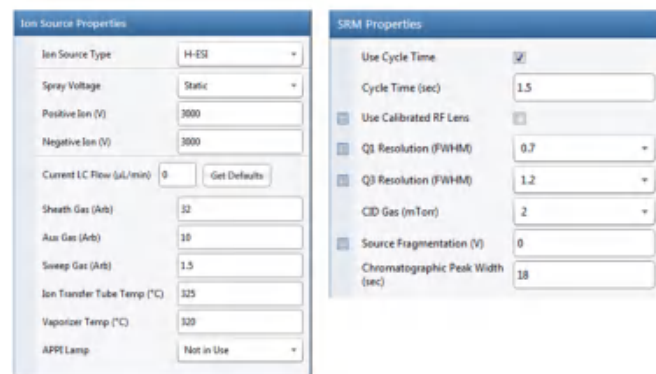 Ion Source Properties
Ion Source Type H-ESI
Spray Voltage Static
Positive Ion (V) 3000
Negative Ion (V) 3000
Current LC Flow (µL/min) 0 Get Defaults
Sheath Gas (Arb) 32
Aux Gas (Arb) 10
Sweep Gas (Arb) 1.5
Ion Transfer Tube Temp (°C) 325
Vaporizer Temp (°C) 320
APPI Lamp Not in Use
SRM Properties
Use Cycle Time
Cycle Time (sec) 1.5
Use Calibrated RF Lens
Q1 Resolution (FWHM) 0.7
Q3 Resolution (FWHM) 1.2
CID Gas (mTorr) 2
Source Fragmentation (V) 0
Chromatographic Peak Width
(sec) 18